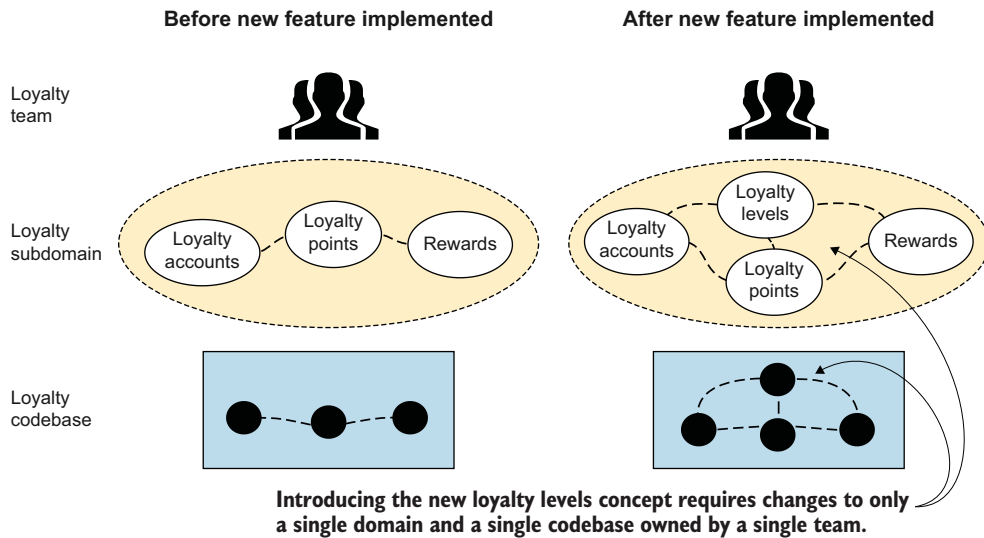 Before new feature implemented
After new feature implemented
Loyalty
team
Loyalty
subdomain
Loyalty
accounts
Loyalty
points
Rewards
Loyalty
accounts
Loyalty
levels
Loyalty
points
Rewards
Loyalty
codebase
Introducing the new loyalty levels concept requires changes to only
a single domain and a single codebase owned by a single team.